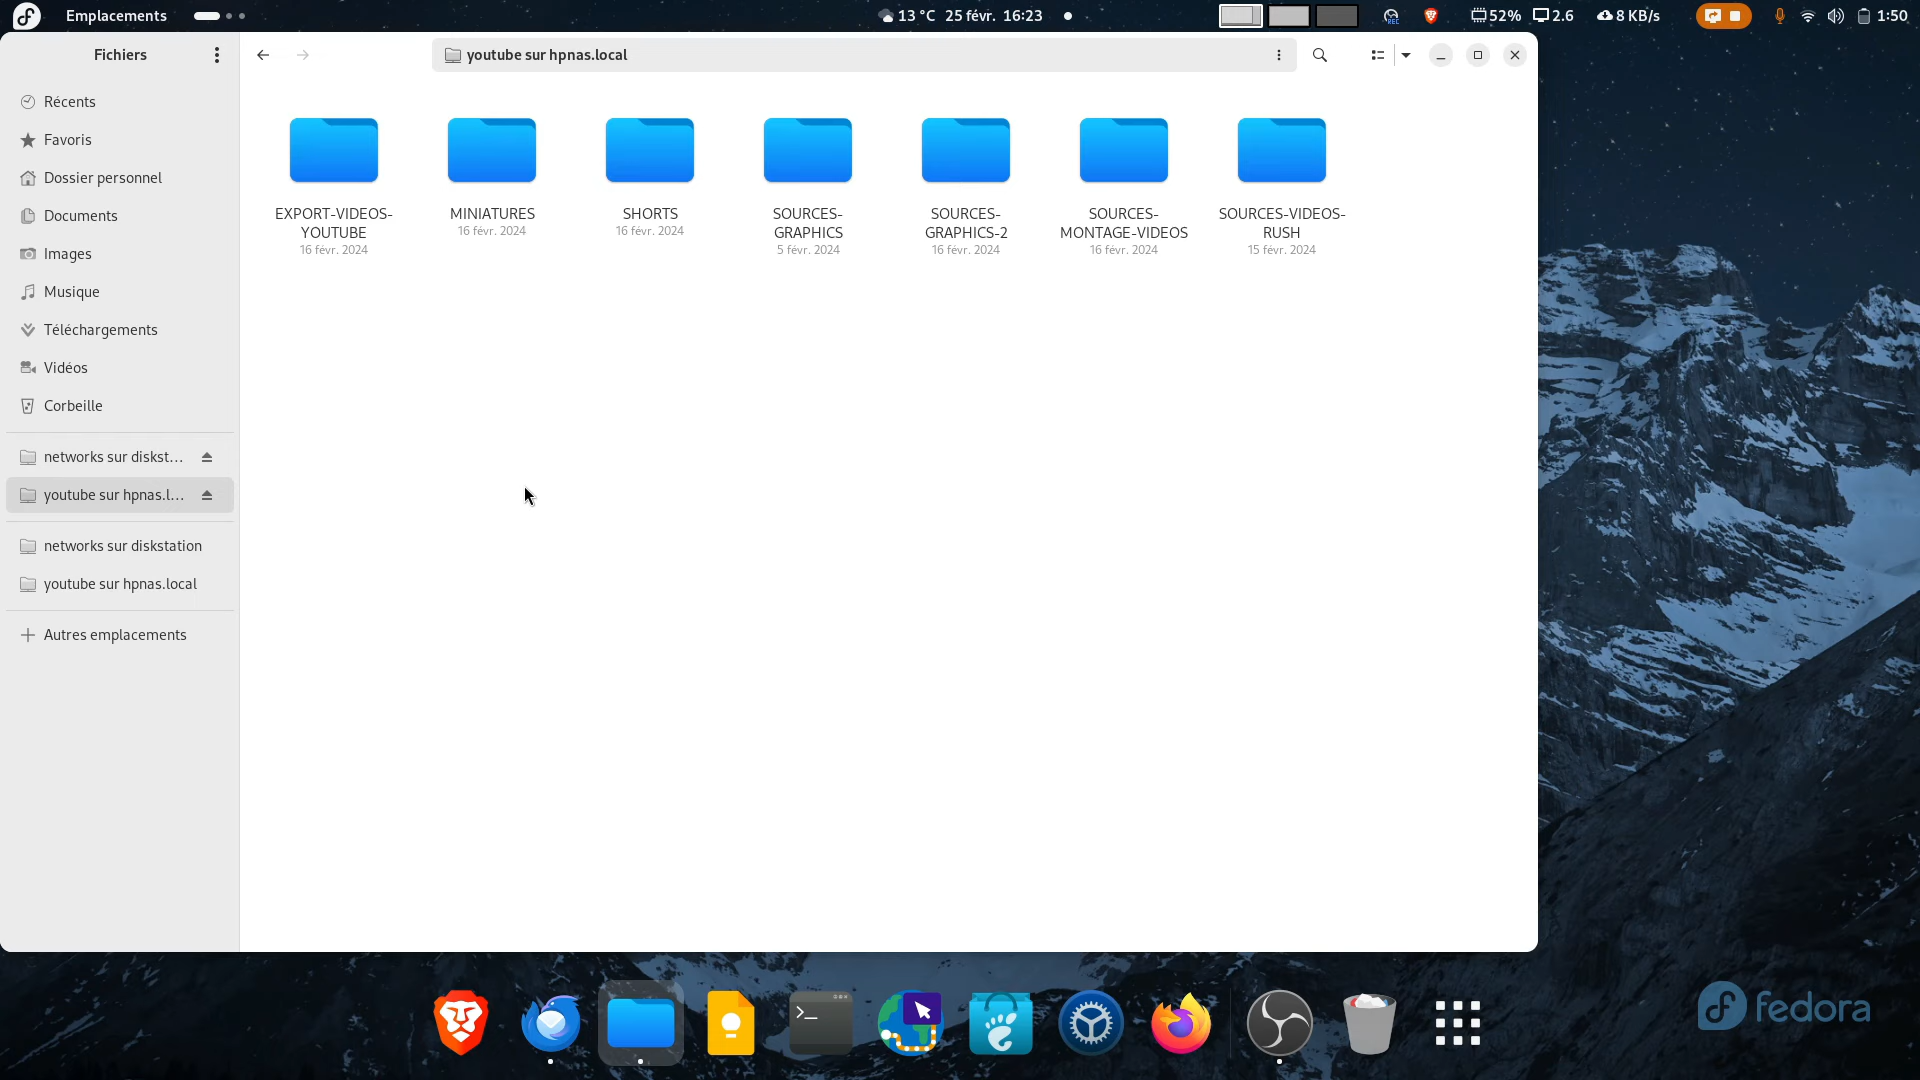 Emplacements
13 °C 25 févr. 16:23
REC
52%
2.6
8 KB/s
1:50
Fichiers
youtube sur hpnas.local
Récents
Favoris
Dossier personnel
Documents
Images
Musique
Téléchargements
Vidéos
Corbeille
networks sur diskst...
youtube sur hpnas.l...
networks sur diskstation
youtube sur hpnas.local
Autres emplacements
EXPORT-VIDEOS-
YOUTUBE
16 févr. 2024
MINIATURES
16 févr. 2024
SHORTS
16 févr. 2024
SOURCES-
GRAPHICS
5 févr. 2024
SOURCES-
GRAPHICS-2
16 févr. 2024
SOURCES-
MONTAGE-VIDEOS
16 févr. 2024
SOURCES-VIDEOS-
RUSH
15 févr. 2024
fedora